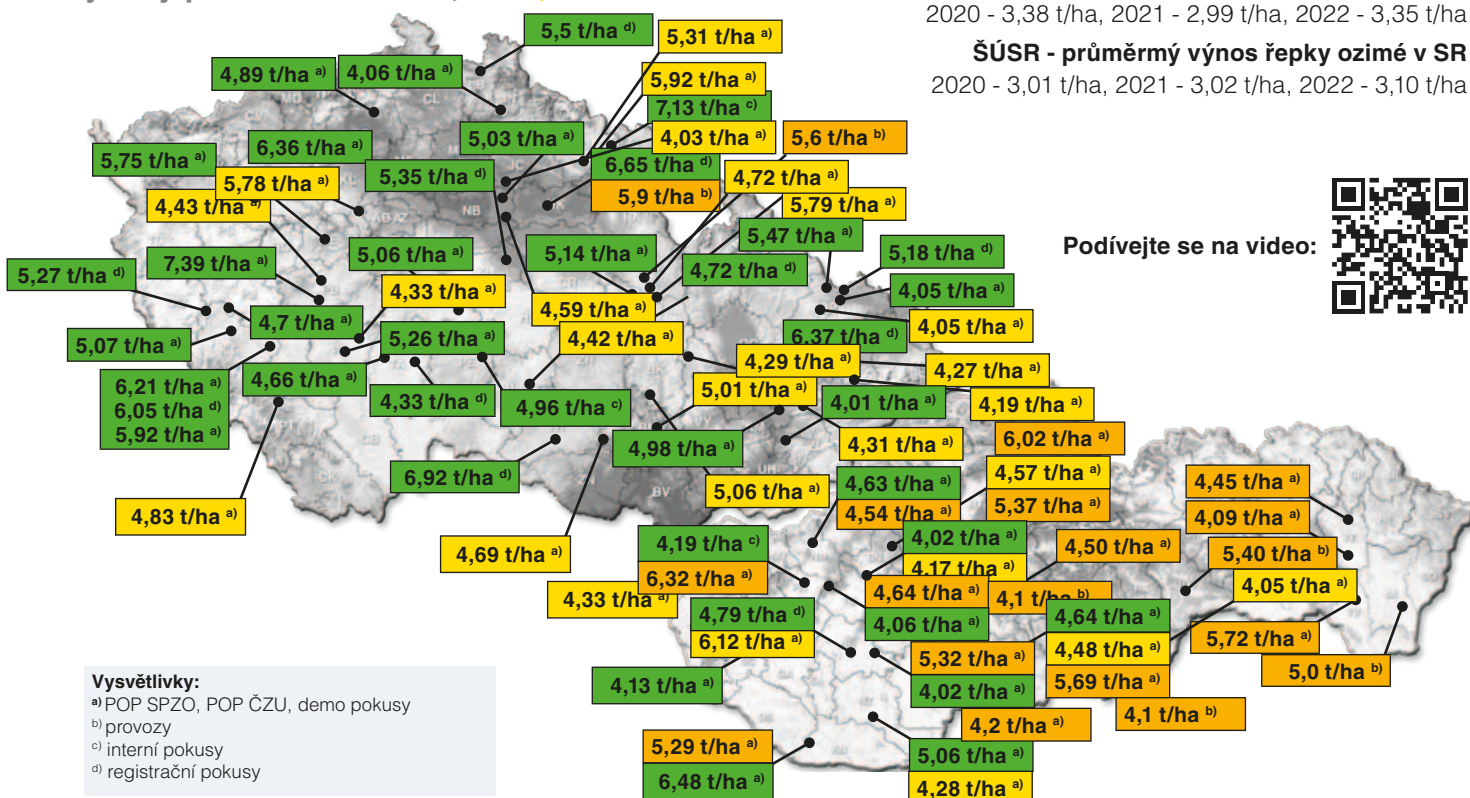 2020 - 3,38 t/ha, 2021 - 2,99 t/ha, 2022 - 3,35 t/ha
ŠÚSR - průměrmý výnos řepky ozimé v SR
2020 - 3,01 t/ha, 2021 - 3,02 t/ha, 2022 - 3,10 t/ha
Podívejte se na video:
5,5 t/ha d)
5,31 t/ha a)
4,89 t/ha a)
4,06 t/ha a)
5,92 t/ha a)
7,13 t/ha c)
5,03 t/ha a)
4,03 t/ha a)
5,6 t/ha b)
5,75 t/ha a)
6,36 t/ha a)
5,35 t/ha d)
6,65 t/ha d)
5,9 t/ha b)
4,72 t/ha a)
5,78 t/ha a)
4,43 t/ha a)
5,79 t/ha a)
5,47 t/ha a)
5,27 t/ha d)
7,39 t/ha a)
5,06 t/ha a)
5,14 t/ha a)
4,72 t/ha d)
5,18 t/ha d)
4,05 t/ha a)
4,33 t/ha a)
4,59 t/ha a)
4,7 t/ha a)
5,07 t/ha a)
5,26 t/ha a)
4,42 t/ha a)
6,37 t/ha d)
4,05 t/ha a)
4,29 t/ha a)
4,27 t/ha a)
6,21 t/ha a)
6,05 t/ha d)
5,92 t/ha a)
4,66 t/ha a)
4,33 t/ha d)
4,96 t/ha c)
5,01 t/ha a)
4,01 t/ha a)
4,19 t/ha a)
4,98 t/ha a)
4,31 t/ha a)
6,02 t/ha a)
6,92 t/ha d)
5,06 t/ha a)
4,63 t/ha a)
4,54 t/ha a)
4,57 t/ha a)
5,37 t/ha a)
4,45 t/ha a)
4,09 t/ha a)
4,83 t/ha a)
4,69 t/ha a)
4,19 t/ha c)
6,32 t/ha a)
4,02 t/ha a)
4,17 t/ha a)
4,64 t/ha a)
4,50 t/ha a)
5,40 t/ha b)
4,05 t/ha a)
4,33 t/ha a)
4,1 t/ha b)
4,79 t/ha d)
6,12 t/ha a)
4,06 t/ha a)
4,64 t/ha a)
4,48 t/ha a)
5,69 t/ha a)
5,72 t/ha a)
5,0 t/ha b)
4,13 t/ha a)
5,32 t/ha a)
4,02 t/ha a)
4,2 t/ha a)
4,1 t/ha b)
5,29 t/ha a)
6,48 t/ha a)
5,06 t/ha a)
4,28 t/ha a)
Vysvětlivky:
a) POP SPZO, POP ČZU, demo pokusy
b) provozy
c) interní pokusy
d) registrační pokusy